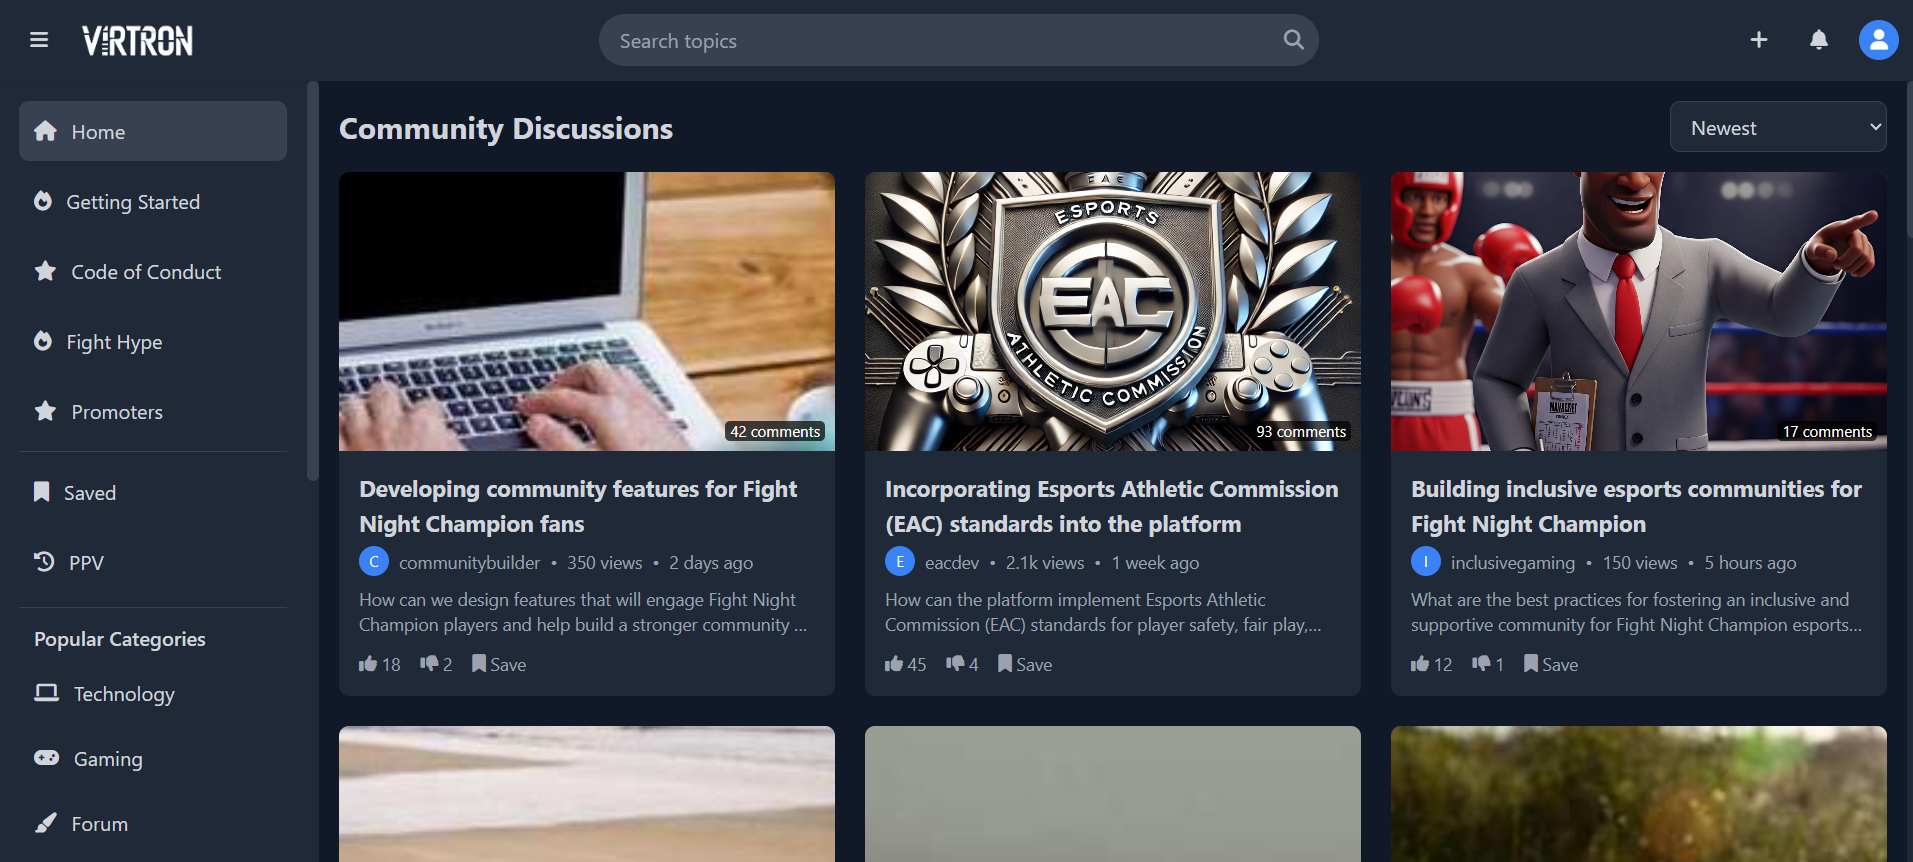 VIRTRON
Search topics
Home
Getting Started
Code of Conduct
Fight Hype
Promoters
Saved
PPV
Popular Categories
Technology
Gaming
Forum
Community Discussions
Newest
42 comments
Developing community features for Fight
Night Champion fans
C communitybuilder • 350 views • 2 days ago
How can we design features that will engage Fight Night
Champion players and help build a stronger community ...
18 2 Save
EAC
ESPORTS
EAC
ATHLETIC COMMISSION
93 comments
Incorporating Esports Athletic Commission
(EAC) standards into the platform
E eacdev • 2.1k views • 1 week ago
How can the platform implement Esports Athletic
Commission (EAC) standards for player safety, fair play,...
45 4 Save
17 comments
Building inclusive esports communities for
Fight Night Champion
I inclusivegaming • 150 views • 5 hours ago
What are the best practices for fostering an inclusive and
supportive community for Fight Night Champion esports...
12 1 Save